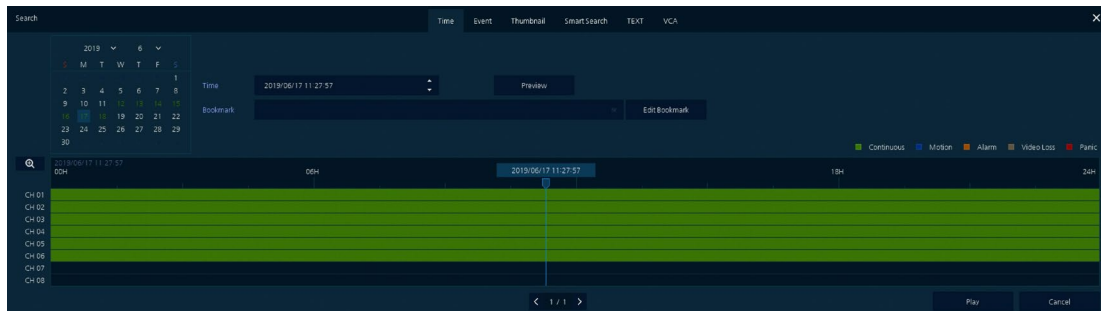 Search Time Event Thumbnail Smart Search TEXT VCA
2019 6
S M T W T F S
1
2 3 4 5 6 7 8
9 10 11 12 13 14 15
16 17 18 19 20 21 22
23 24 25 26 27 28 29
30
Time 2019/06/17 11:27:57 Preview
Bookmark Edit Bookmark
Continuous Motion Alarm Video Loss Panic
2019/06/17 11:27:57
00H 06H 2019/06/17 11:27:57 18H 24H
CH 01
CH 02
CH 03
CH 04
CH 05
CH 06
CH 07
CH 08
1 / 1 Play Cancel